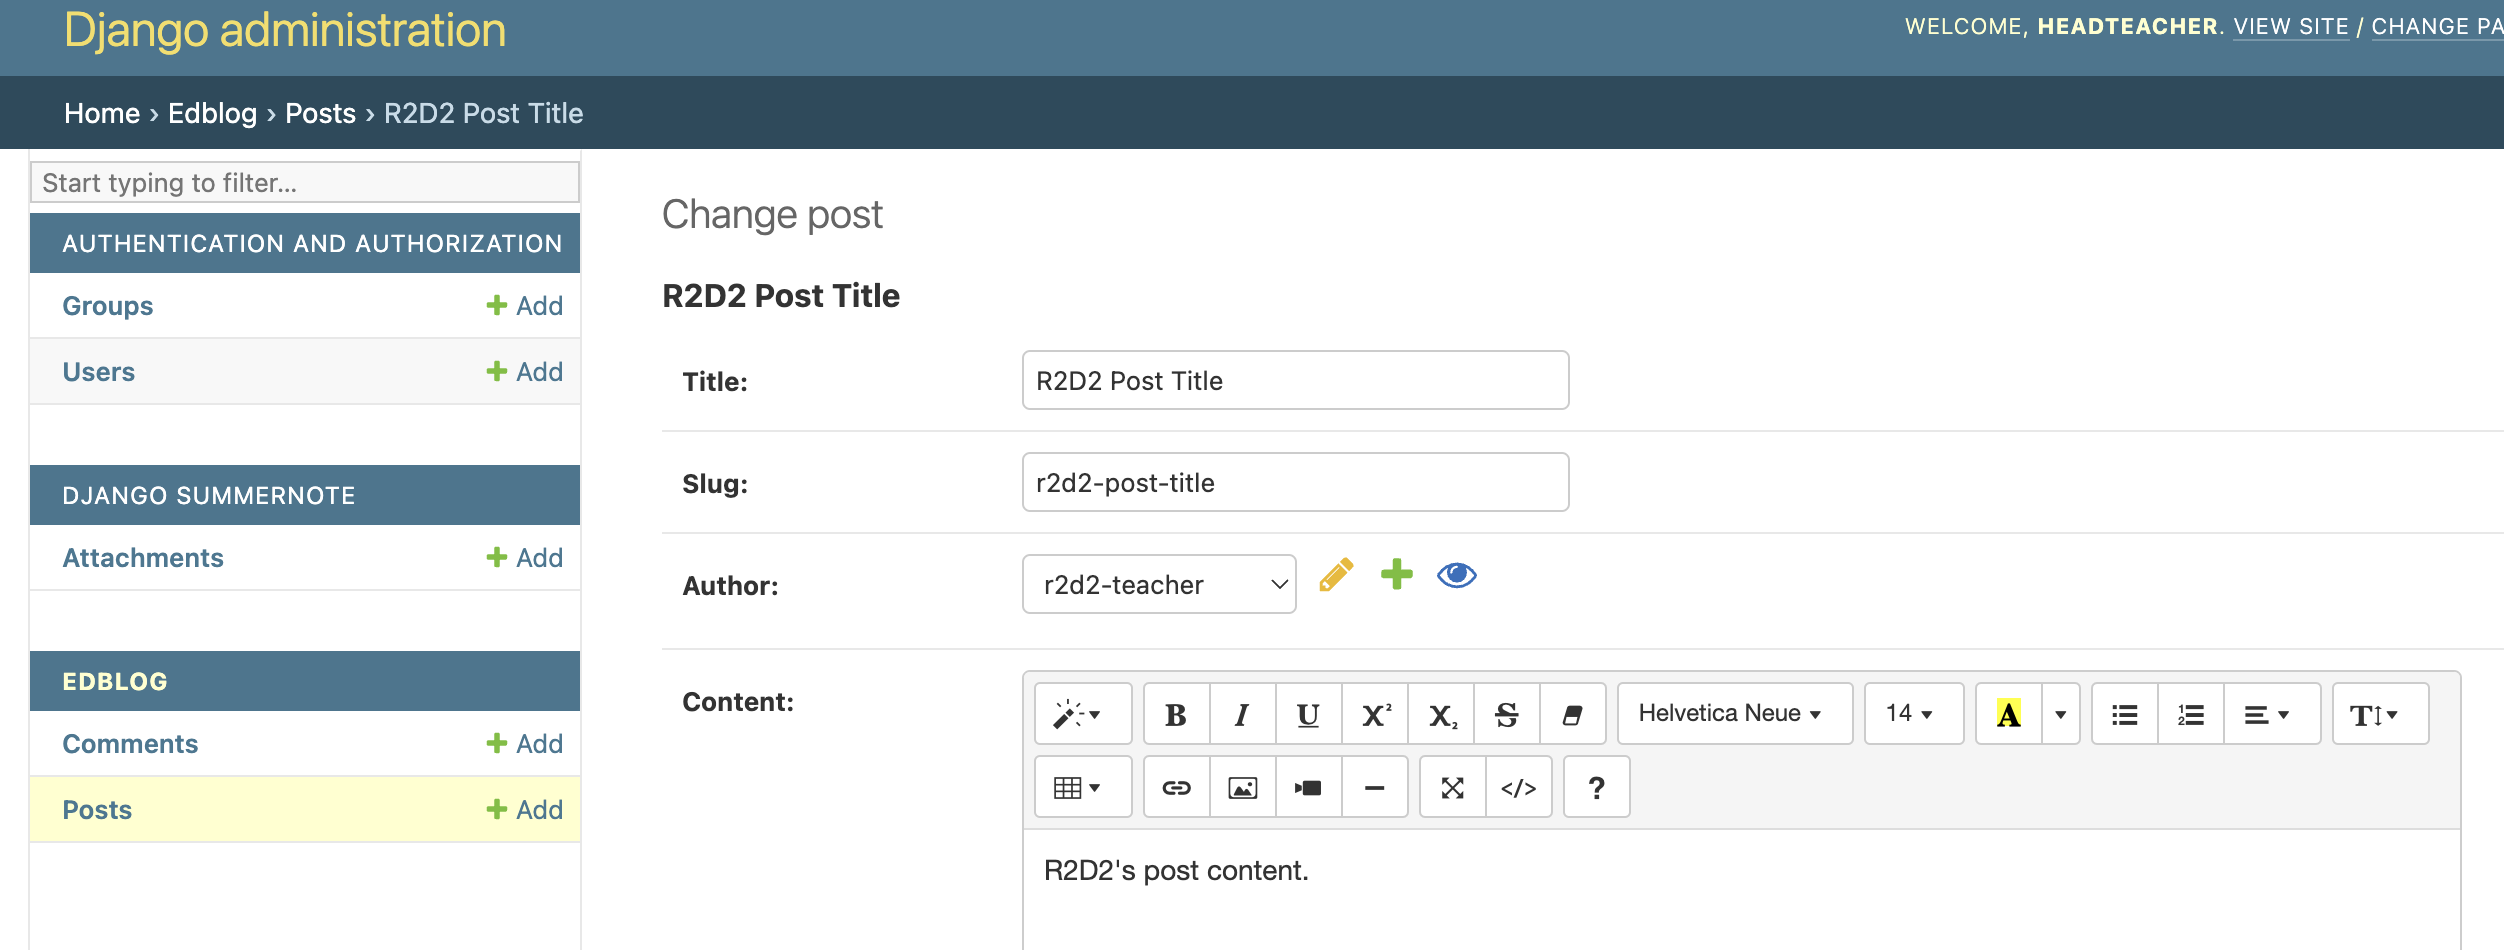 Django administration
WELCOME, HEADTEACHER. VIEW SITE / CHANGE PA
Home › Edblog › Posts › R2D2 Post Title
Start typing to filter...
AUTHENTICATION AND AUTHORIZATION
Groups + Add
Users + Add
DJANGO SUMMERNOTE
Attachments + Add
EDBLOG
Comments + Add
Posts + Add
Change post
R2D2 Post Title
Title: R2D2 Post Title
Slug: r2d2-post-title
Author: r2d2-teacher
Content:
B I U X² X₂ S Helvetica Neue 14 A T
</> ?
R2D2's post content.